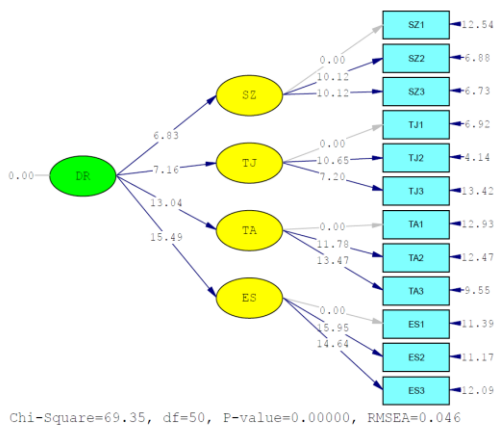 SZ1
12.54
0.00
SZ2
6.88
10.12
SZ
SZ3
6.73
10.12
TJ1
6.92
0.00
6.83
TJ2
4.14
10.65
TJ
0.00
DR
7.16
TJ3
13.42
7.20
13.04
TA1
12.93
0.00
TA
15.49
TA2
12.47
11.78
TA3
9.55
13.47
ES
ES1
11.39
0.00
15.95
ES2
11.17
14.64
ES3
12.09
Chi-Square=69.35, df=50, P-value=0.00000, RMSEA=0.046